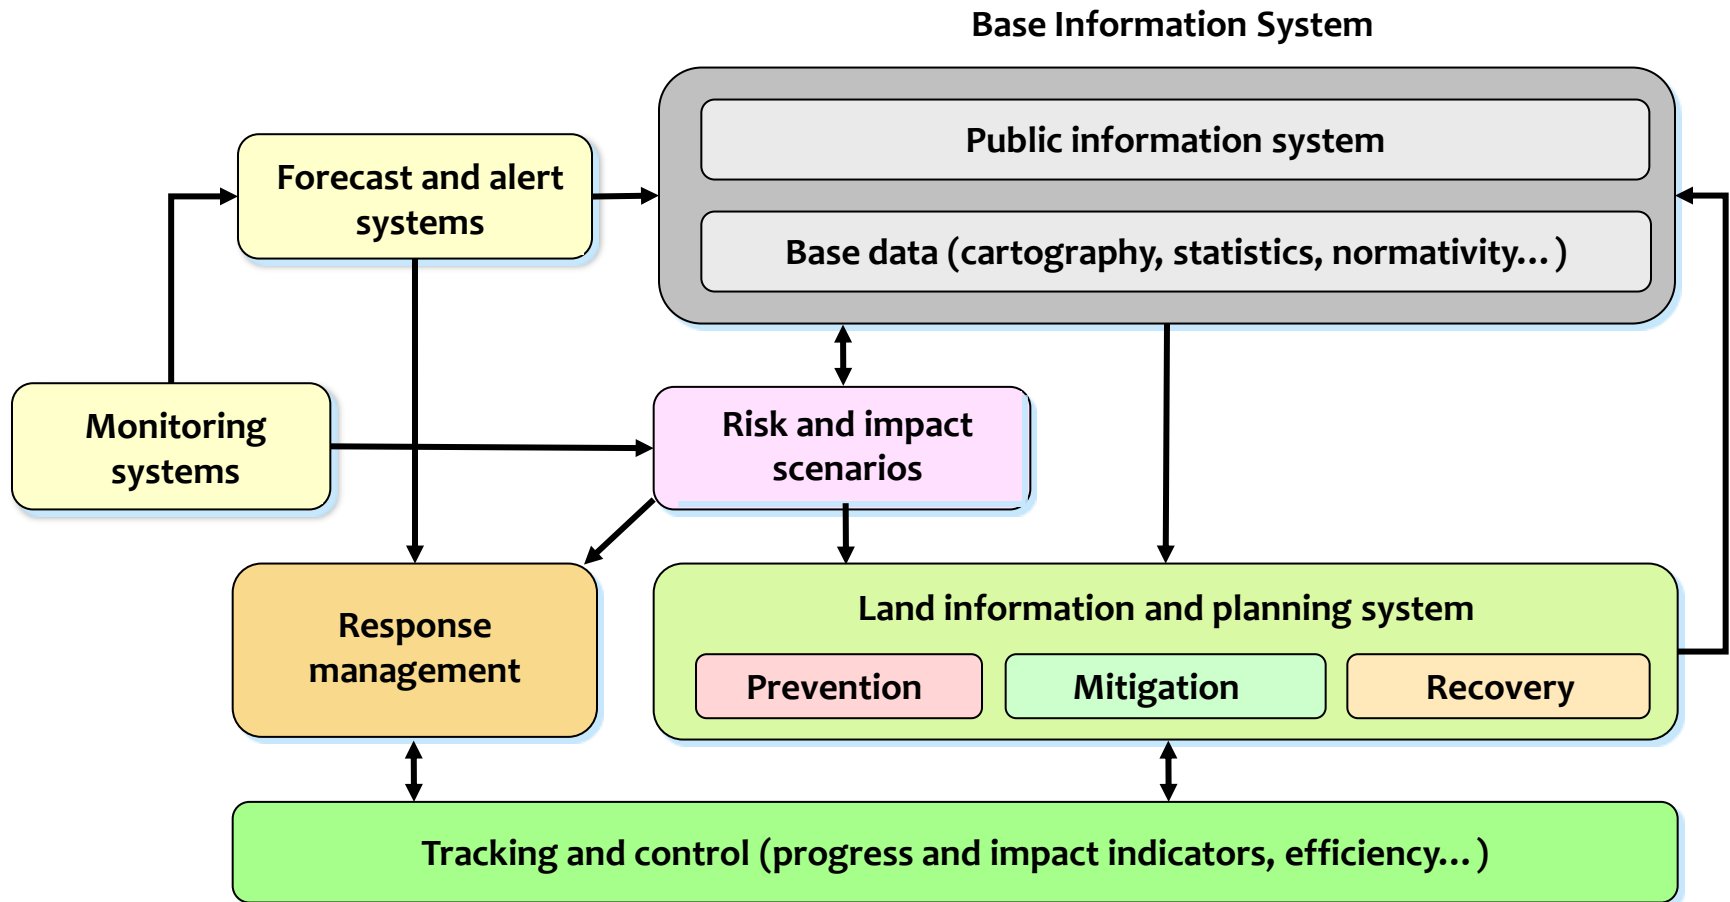 Base Information System
Public information system
Forecast and alert
systems
Base data (cartography, statistics, normativity...)
Monitoring
systems
Risk and impact
scenarios
Response
management
Land information and planning system
Prevention
Mitigation
Recovery
Tracking and control (progress and impact indicators, efficiency...)